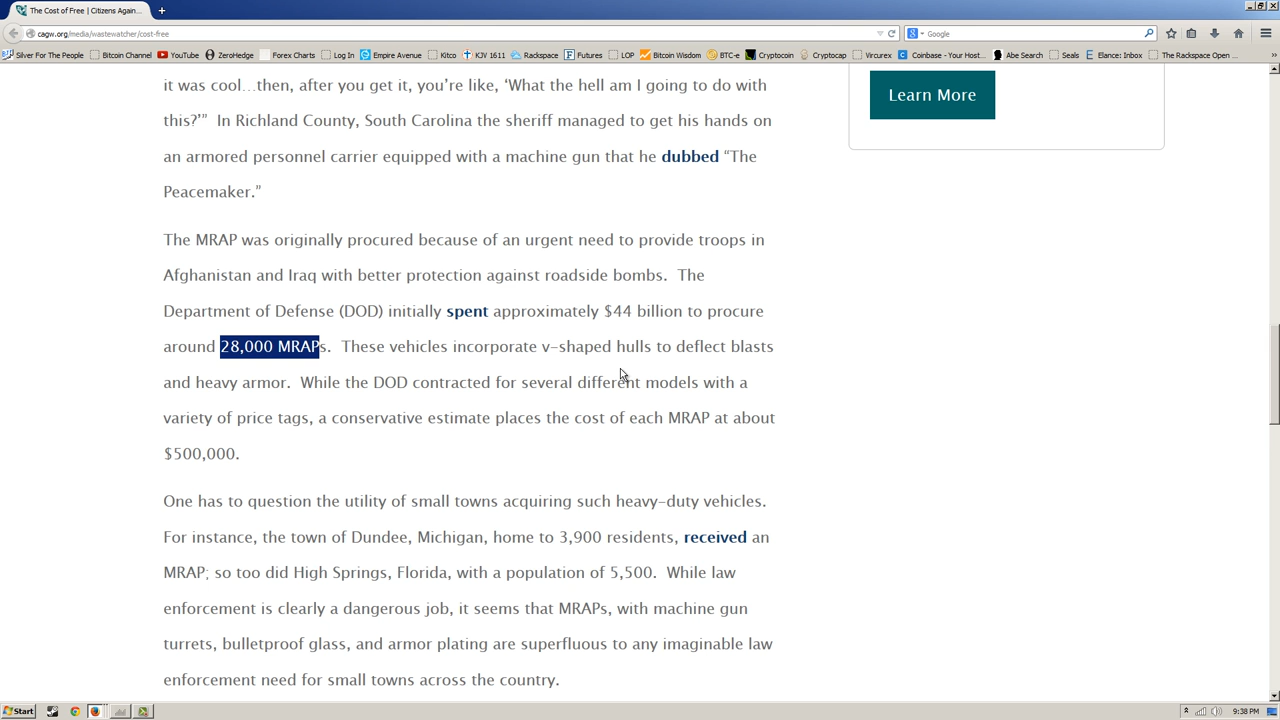 The Cost of Free | Citizens Again...
cagw.org/media/wastewatcher/cost-free
Google
Silver For The People Bitcoin Channel YouTube ZeroHedge Forex Charts Log In Empire Avenue Kitco KJV 1611 Rackspace Futures LOP Bitcoin Wisdom BTC-e Cryptocoin Cryptocap Vircurex Coinbase - Your Host... Abe Search Seals Elance: Inbox The Rackspace Open ...
it was cool…then, after you get it, you’re like, ‘What the hell am I going to do with
this?’” In Richland County, South Carolina the sheriff managed to get his hands on
an armored personnel carrier equipped with a machine gun that he dubbed “The
Peacemaker.”
Learn More
The MRAP was originally procured because of an urgent need to provide troops in
Afghanistan and Iraq with better protection against roadside bombs. The
Department of Defense (DOD) initially spent approximately $44 billion to procure
around 28,000 MRAPs. These vehicles incorporate v-shaped hulls to deflect blasts
and heavy armor. While the DOD contracted for several different models with a
variety of price tags, a conservative estimate places the cost of each MRAP at about
$500,000.
One has to question the utility of small towns acquiring such heavy-duty vehicles.
For instance, the town of Dundee, Michigan, home to 3,900 residents, received an
MRAP; so too did High Springs, Florida, with a population of 5,500. While law
enforcement is clearly a dangerous job, it seems that MRAPs, with machine gun
turrets, bulletproof glass, and armor plating are superfluous to any imaginable law
enforcement need for small towns across the country.
Start
9:38 PM